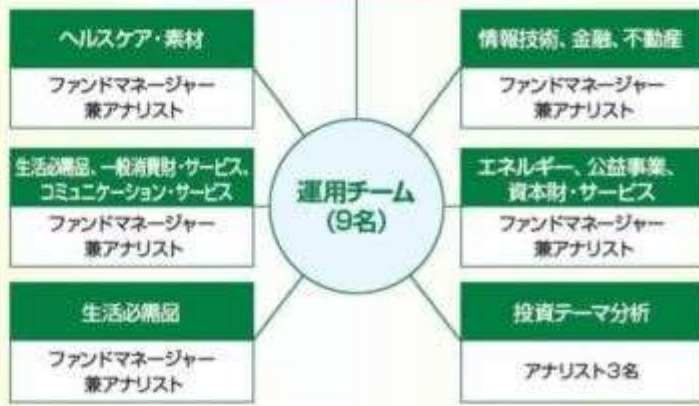 ヘルスケア・素材
ファンドマネージャー
兼アナリスト
生活必需品、一般消費財・サービス、
コミュニケーション・サービス
ファンドマネージャー
兼アナリスト
生活必需品
ファンドマネージャー
兼アナリスト
運用チーム
(9名)
情報技術、金融、不動産
ファンドマネージャー
兼アナリスト
エネルギー、公益事業、
資本財・サービス
ファンドマネージャー
兼アナリスト
投資テーマ分析
アナリスト3名